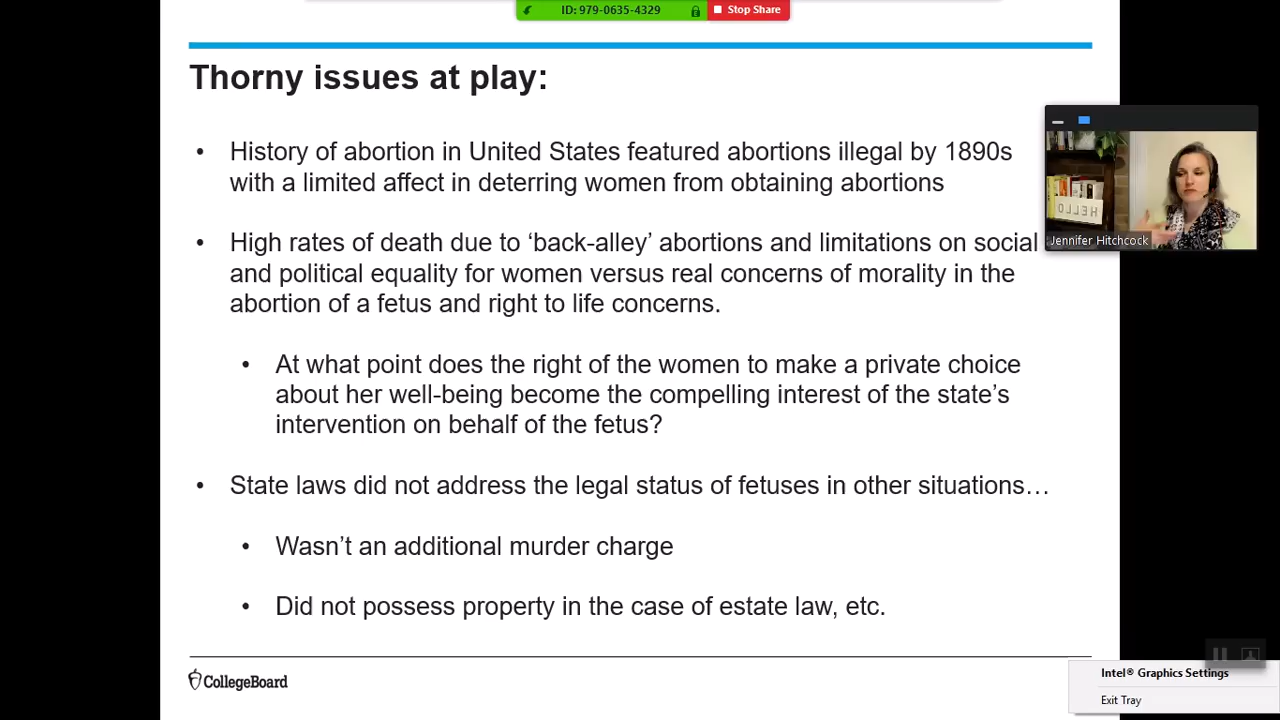 ID: 979-0635-4329
Stop Share
Thorny issues at play:
• History of abortion in United States featured abortions illegal by 1890s
with a limited affect in deterring women from obtaining abortions
• High rates of death due to ‘back-alley’ abortions and limitations on social
and political equality for women versus real concerns of morality in the
abortion of a fetus and right to life concerns.
• At what point does the right of the women to make a private choice
about her well-being become the compelling interest of the state’s
intervention on behalf of the fetus?
• State laws did not address the legal status of fetuses in other situations…
• Wasn’t an additional murder charge
• Did not possess property in the case of estate law, etc.
HELLO
Jennifer Hitchcock
CollegeBoard
Intel® Graphics Settings
Exit Tray